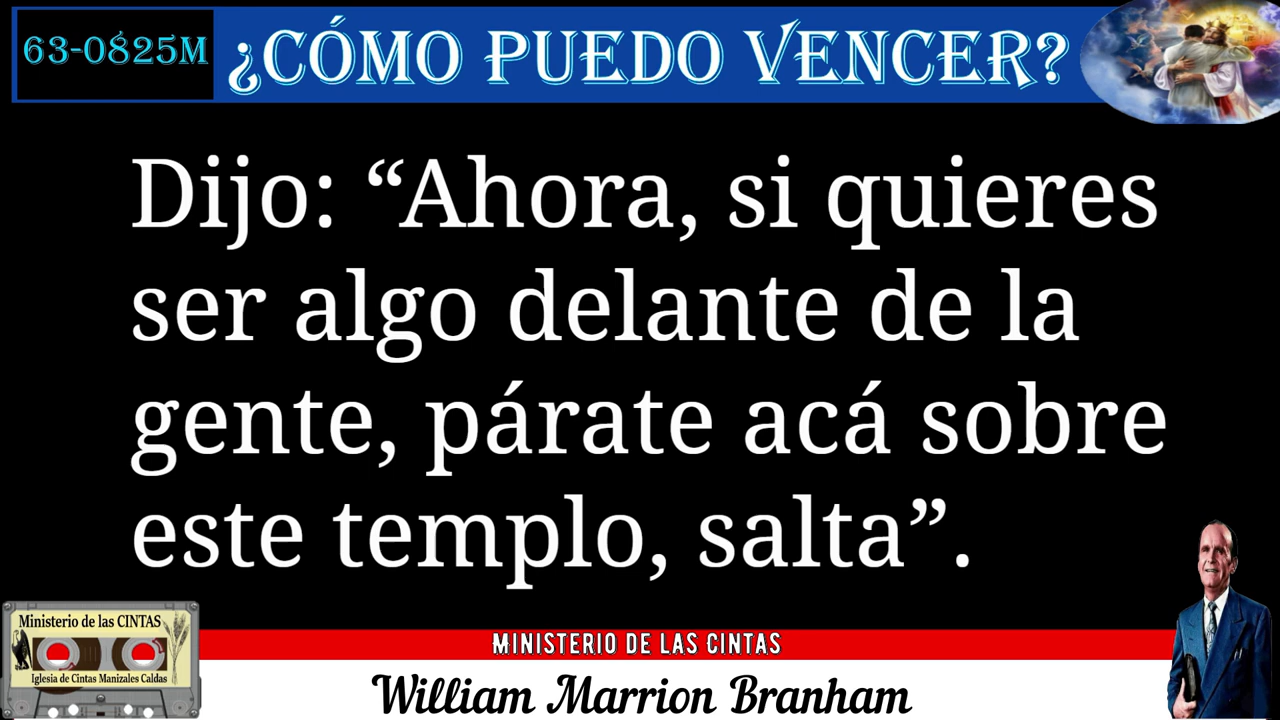 63-0825M
¿CÓMO PUEDO VENCER?
Dijo: “Ahora, si quieres
ser algo delante de la
gente, párate acá sobre
este templo, salta”.
Ministerio de las CINTAS
Iglesia de Cintas Manizales Caldas
MINISTERIO DE LAS CINTAS
William Marrion Branham